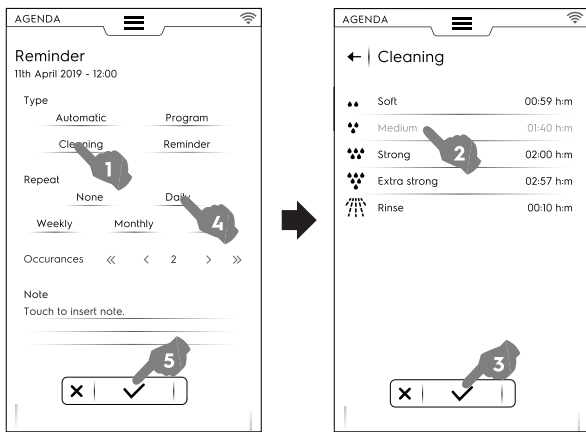 AGENDA
Reminder
11th April 2019 - 12:00
Type
Automatic Program
Cleaning Reminder
1
Repeat
None Daily
4
Weekly Monthly
Occurances « < 2 > »
Note
Touch to insert note.
5
AGENDA
Cleaning
Soft 00:59 h:m
Medium 01:40 h:m
2
Strong 02:00 h:m
Extra strong 02:57 h:m
Rinse 00:10 h:m
3